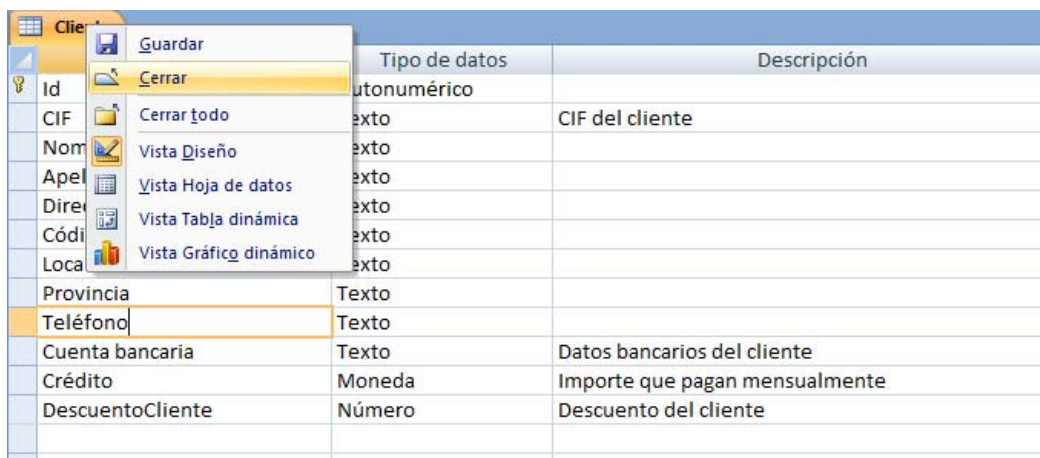 Clie
Guardar
Cerrar
Cerrar todo
Vista Diseño
Vista Hoja de datos
Vista Tabla dinámica
Vista Gráfico dinámico
Tipo de datos Descripción
Id utonumérico
CIF exto CIF del cliente
Nom exto
Apel exto
Dire exto
Códi exto
Loca exto
Provincia Texto
Teléfono Texto
Cuenta bancaria Texto Datos bancarios del cliente
Crédito Moneda Importe que pagan mensualmente
DescuentoCliente Número Descuento del cliente